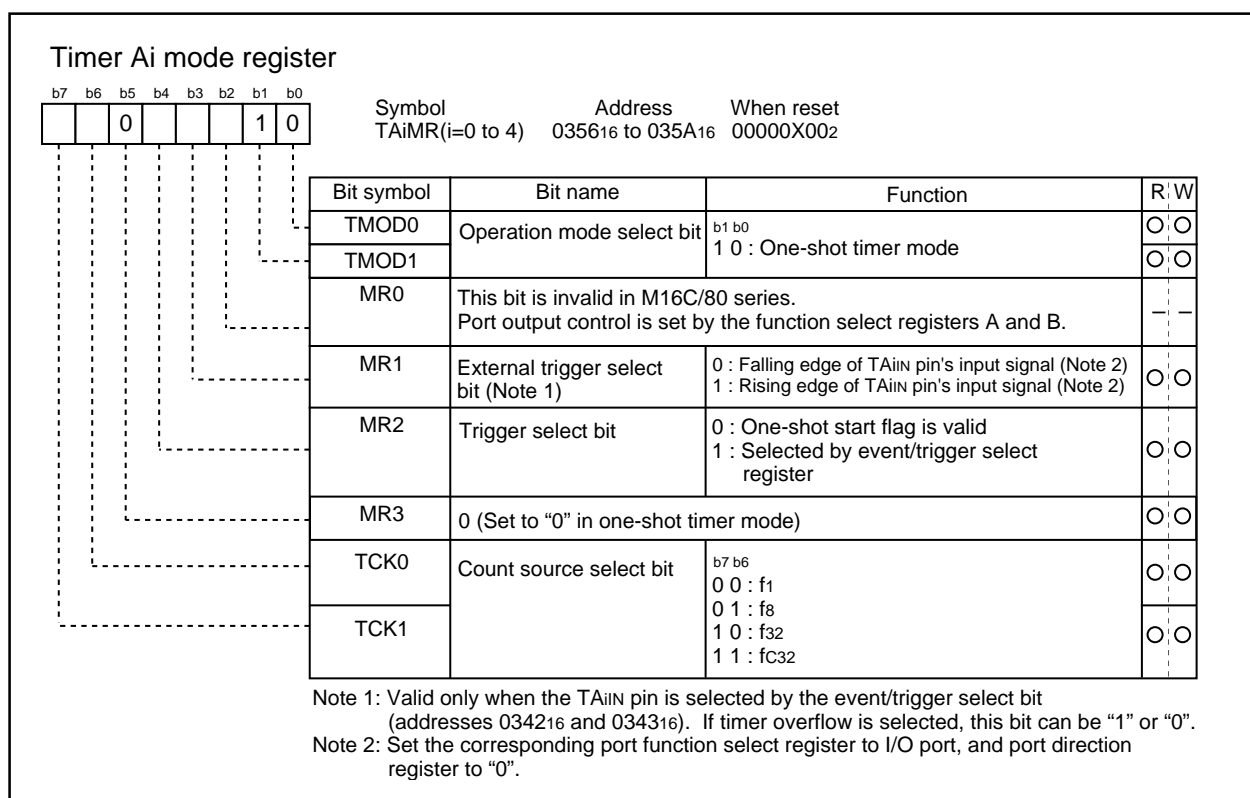 Timer Ai mode register
b7 b6 b5 b4 b3 b2 b1 b0
0 1 0
Symbol Address When reset
TAiMR(i=0 to 4) 035616 to 035A16 00000X002
Bit symbol Bit name Function R W
TMOD0 Operation mode select bit b1 b0
1 0 : One-shot timer mode
TMOD1
MR0 This bit is invalid in M16C/80 series.
Port output control is set by the function select registers A and B.
– –
MR1 External trigger select bit (Note 1)
0 : Falling edge of TAiIN pin's input signal (Note 2)
1 : Rising edge of TAiIN pin's input signal (Note 2)
MR2 Trigger select bit
0 : One-shot start flag is valid
1 : Selected by event/trigger select
register
MR3 0 (Set to “0” in one-shot timer mode)
TCK0 Count source select bit b7 b6
0 0 : f1
0 1 : f8
TCK1
1 0 : f32
1 1 : fC32
Note 1: Valid only when the TAiIN pin is selected by the event/trigger select bit
(addresses 034216 and 034316). If timer overflow is selected, this bit can be “1” or “0”.
Note 2: Set the corresponding port function select register to I/O port, and port direction
register to “0”.